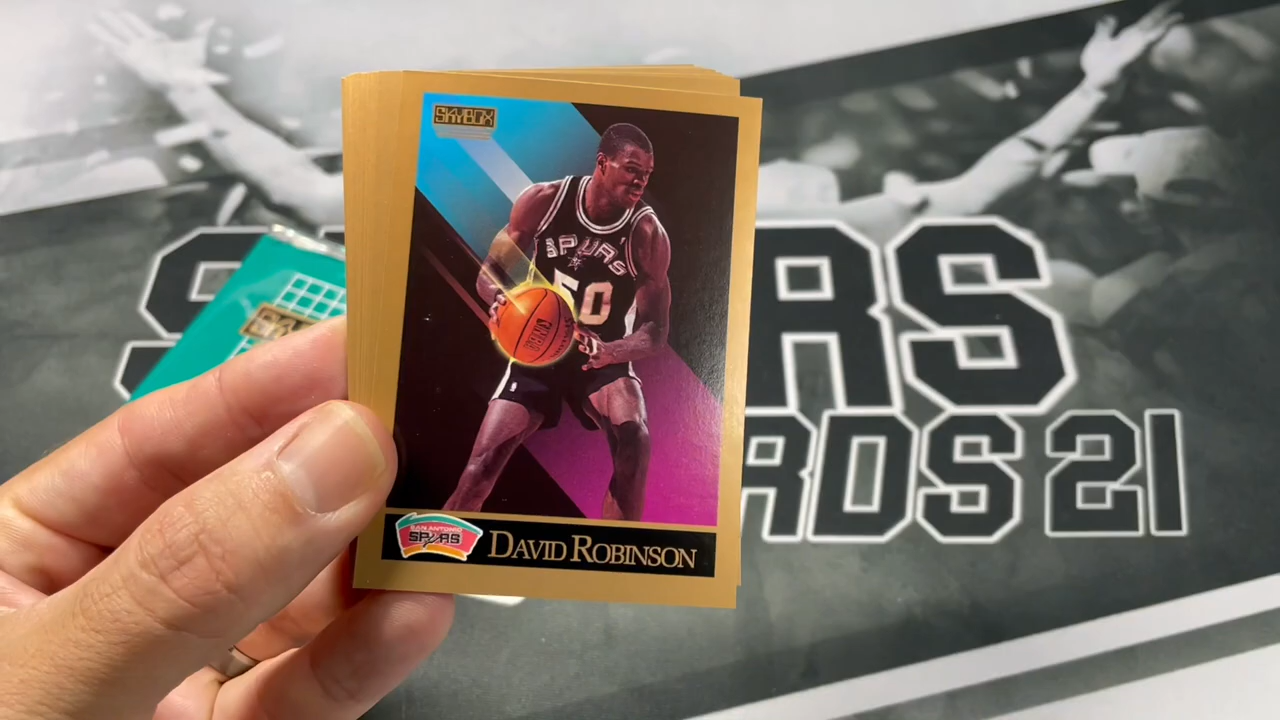 SKYBOX
SPURS
50
SAN ANTONIO
SPURS
DAVID ROBINSON
RS
RDS 21